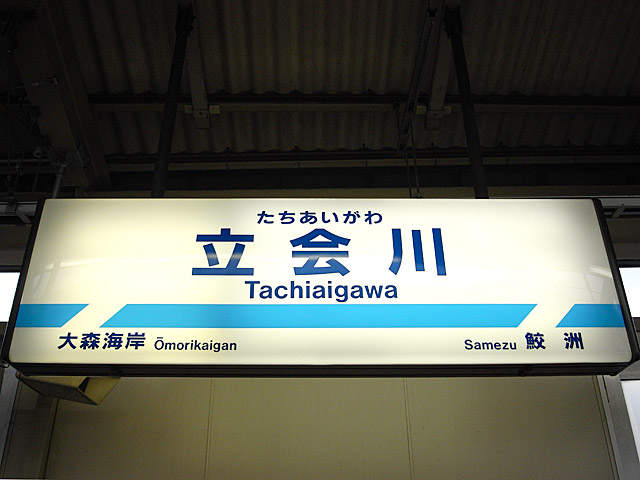 たちあいがわ
立会川
Tachiaigawa
大森海岸 Ōmorikaigan
Samezu 鮫洲